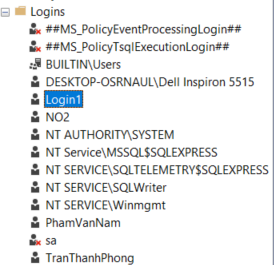 Logins
##MS_PolicyEventProcessingLogin##
##MS_PolicyTsqlExecutionLogin##
BUILTIN\Users
DESKTOP-OSRNAUL\Dell Inspiron 5515
Login1
NO2
NT AUTHORITY\SYSTEM
NT Service\MSSQL$SQLEXPRESS
NT SERVICE\SQLTELEMETRY$SQLEXPRESS
NT SERVICE\SQLWriter
NT SERVICE\Winmgmt
PhamVanNam
sa
TranThanhPhong